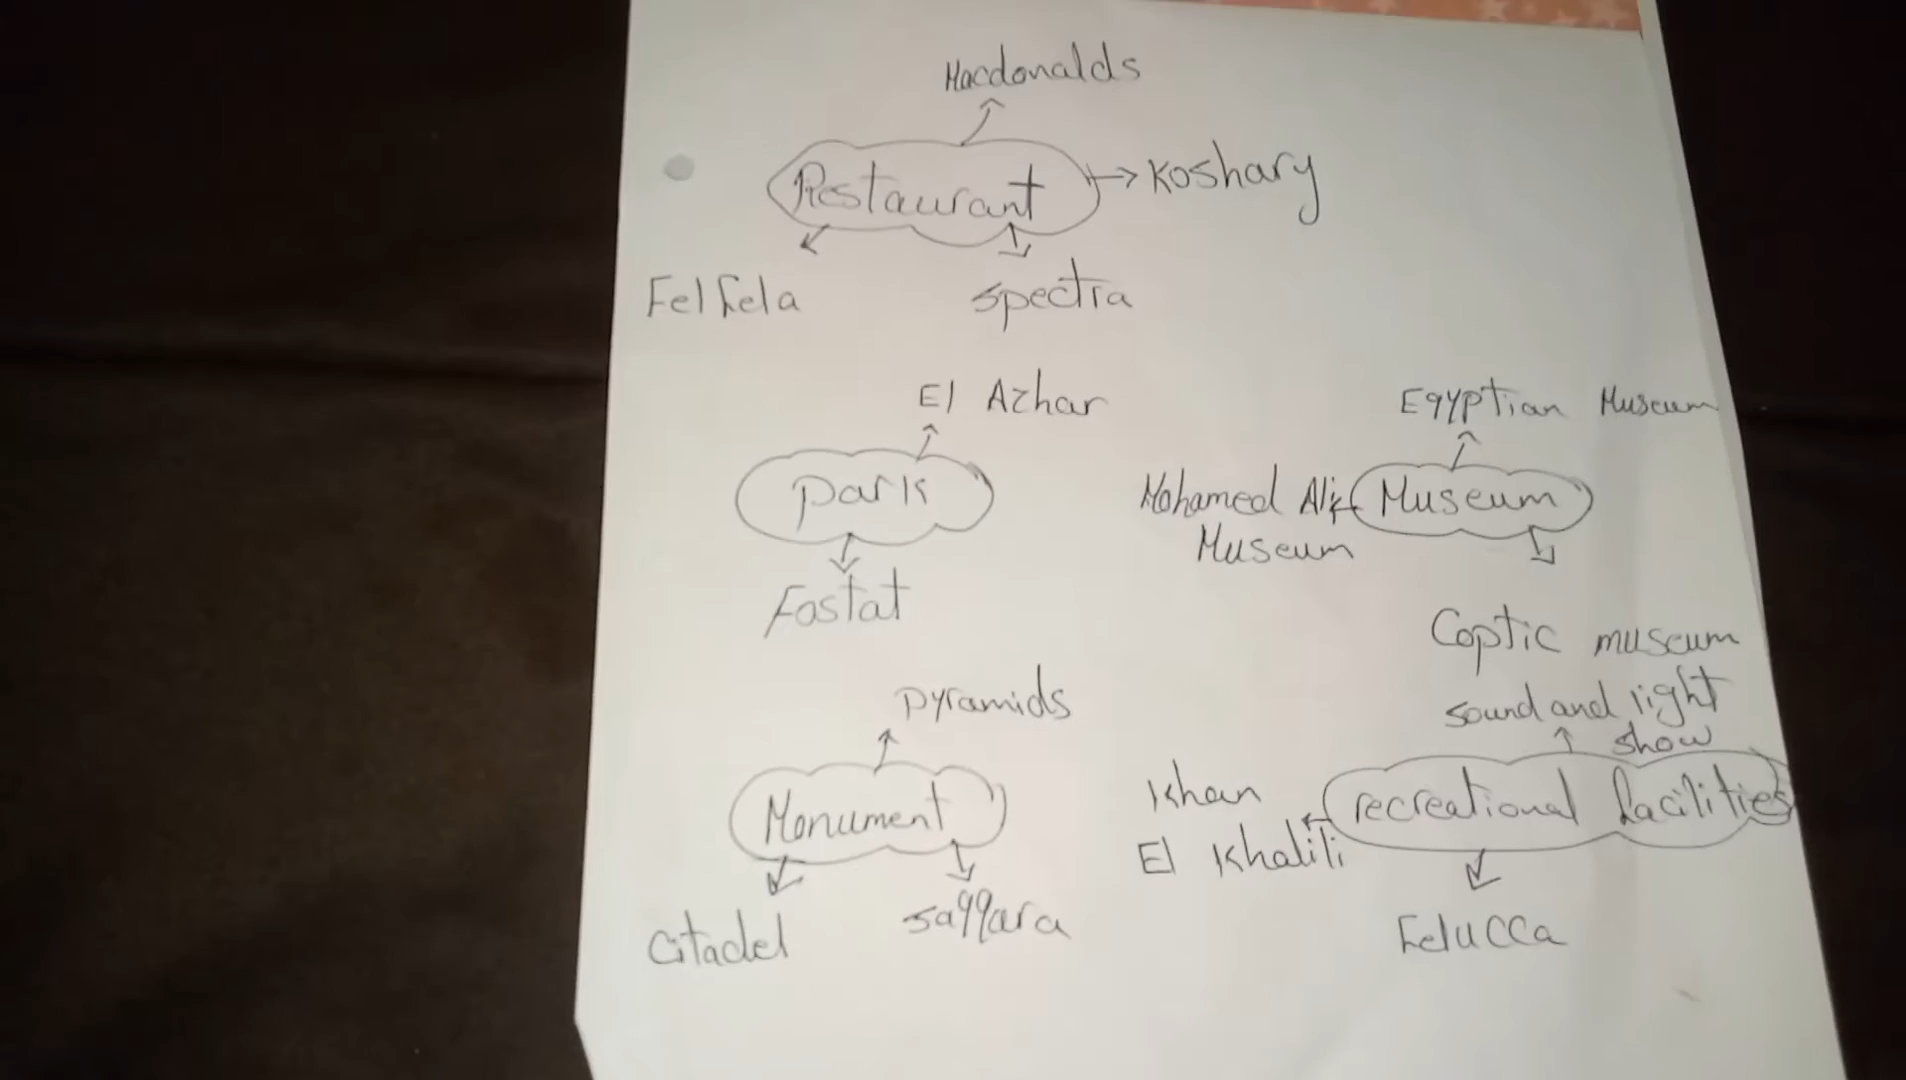 Macdonalds
Restaurant
Koshary
Felfela
spectra
El Azhar
park
Fostat
Egyptian Museum
Mohamed Ali
Museum
Museum
Coptic museum
pyramids
Monument
Citadel
saqqara
sound and light
show
recreational facilities
Khan
El Khalili
felucca